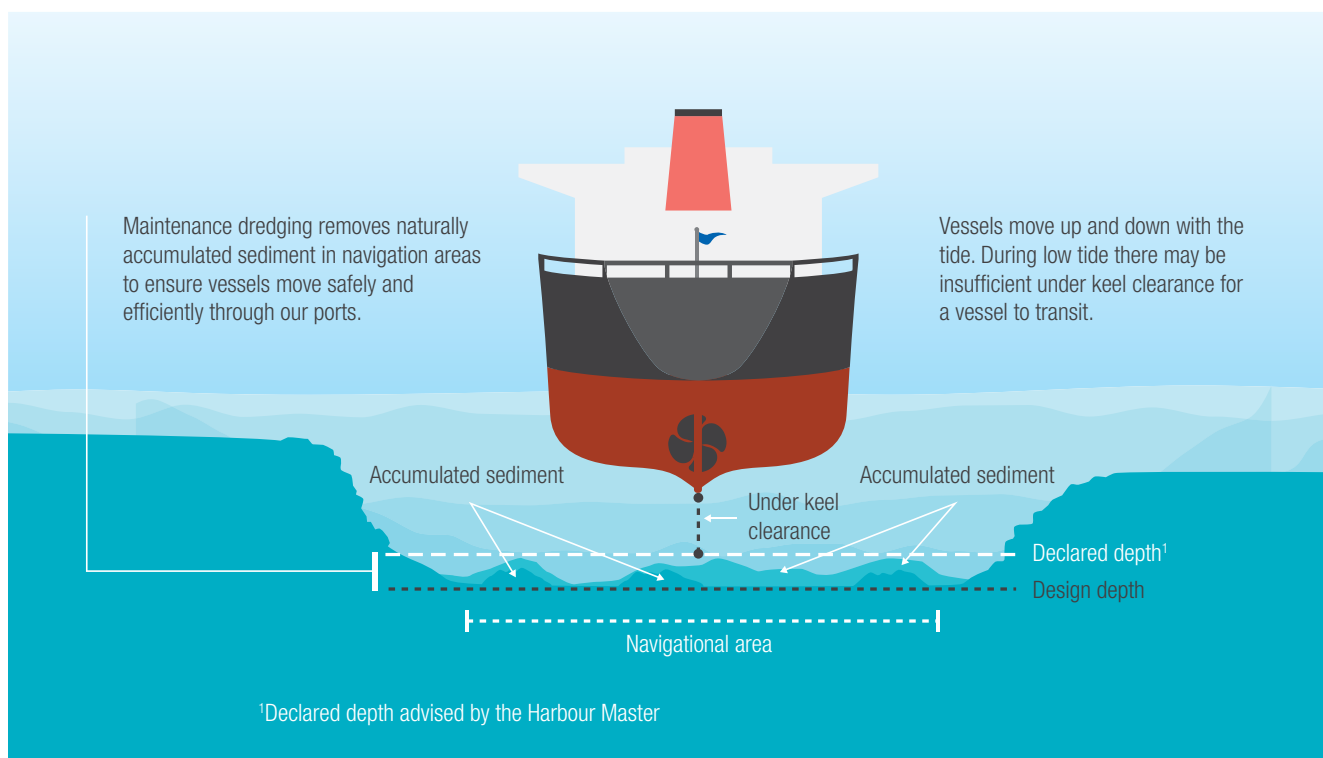 Maintenance dredging removes naturally
accumulated sediment in navigation areas
to ensure vessels move safely and
efficiently through our ports.
Vessels move up and down with the
tide. During low tide there may be
insufficient under keel clearance for
a vessel to transit.
Accumulated sediment
Under keel
clearance
Accumulated sediment
Declared depth¹
Design depth
Navigational area
¹Declared depth advised by the Harbour Master